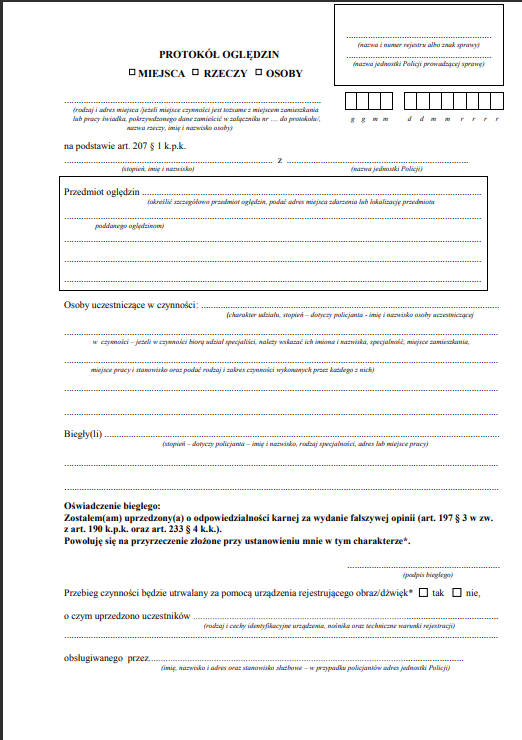 (nazwa i numer rejestru albo znak sprawy)
(nazwa jednostki Policji prowadzącej sprawę)
PROTOKÓŁ OGLĘDZIN
☐ MIEJSCA ☐ RZECZY ☐ OSOBY
g g m m d d m m r r r r
(rodzaj i adres miejsca /jeżeli miejsce czynności jest tożsame z miejscem zamieszkania
lub pracy świadka, pokrzywdzonego dane zamieścić w załączniku nr .... do protokołu/,
nazwa rzeczy, imię i nazwisko osoby)
na podstawie art. 207 § 1 k.p.k.
.......... z ..........
(stopień, imię i nazwisko) (nazwa jednostki Policji)
Przedmiot oględzin ..........
(określić szczegółowo przedmiot oględzin, podać adres miejsca zdarzenia lub lokalizację przedmiotu
poddanego oględzinom)
Osoby uczestniczące w czynności: ..........
(charakter udziału, stopień – dotyczy policjanta - imię i nazwisko osoby uczestniczącej
w czynności – jeżeli w czynności biorą udział specjaliści, należy wskazać ich imiona i nazwiska, specjalność, miejsce zamieszkania,
miejsce pracy i stanowisko oraz podać rodzaj i zakres czynności wykonanych przez każdego z nich)
Biegły(li) ..........
(stopień – dotyczy policjanta – imię i nazwisko, rodzaj specjalności, adres lub miejsce pracy)
Oświadczenie biegłego:
Zostałem(am) uprzedzony(a) o odpowiedzialności karnej za wydanie fałszywej opinii (art. 197 § 3 w zw.
z art. 190 k.p.k. oraz art. 233 § 4 k.k.).
Powołuję się na przyrzeczenie złożone przy ustanowieniu mnie w tym charakterze*.
(podpis biegłego)
Przebieg czynności będzie utrwalany za pomocą urządzenia rejestrującego obraz/dźwięk* ☐ tak ☐ nie,
o czym uprzedzono uczestników ..........
(rodzaj i cechy identyfikacyjne urządzenia, nośnika oraz techniczne warunki rejestracji)
obsługiwanego przez..........
(imię, nazwisko i adres oraz stanowisko służbowe – w przypadku policjantów adres jednostki Policji)